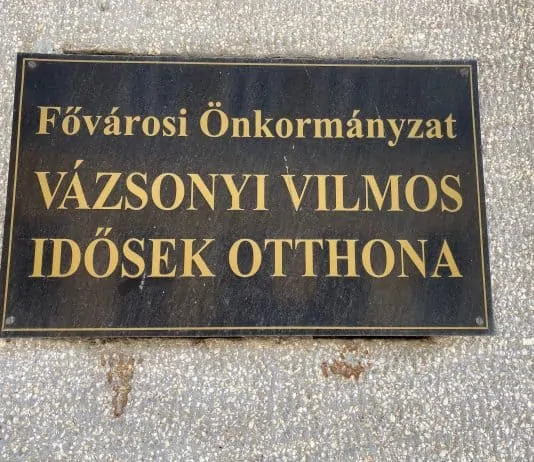 Fővárosi Önkormányzat
VÁZSONYI VILMOS
IDŐSEK OTTHONA